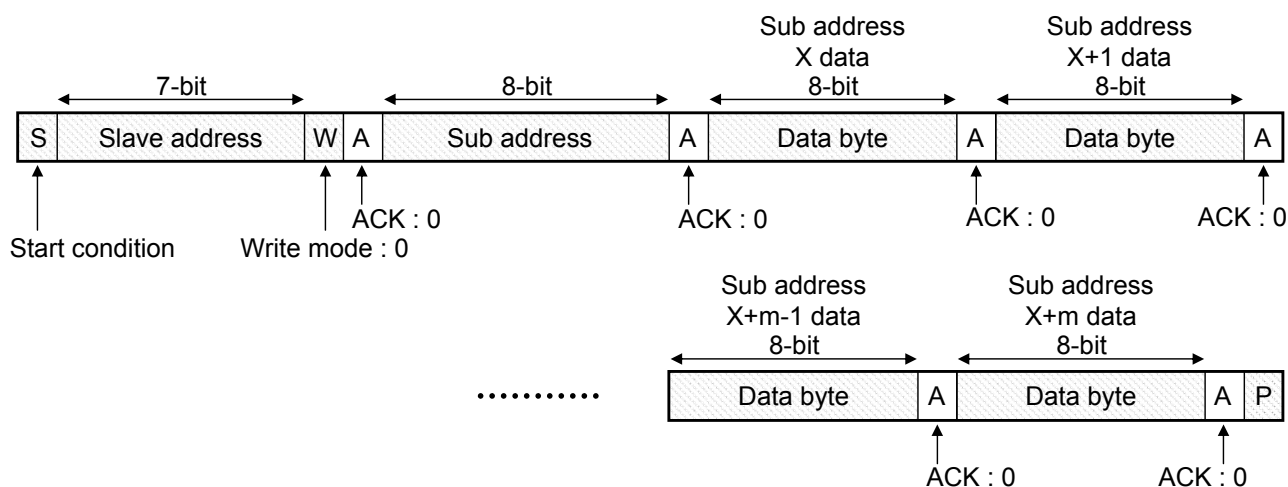 Sub address
X data
8-bit
Sub address
X+1 data
8-bit
7-bit
8-bit
S
Slave address
W
A
Sub address
A
Data byte
A
Data byte
A
ACK : 0
ACK : 0
ACK : 0
ACK : 0
Start condition
Write mode : 0
Sub address
X+m-1 data
8-bit
Sub address
X+m data
8-bit
Data byte
A
Data byte
A
P
ACK : 0
ACK : 0